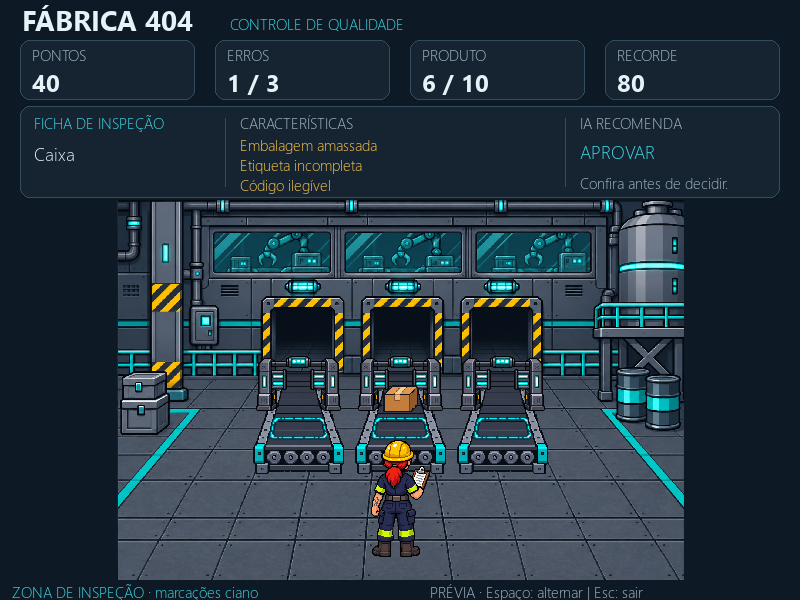 FÁBRICA 404 CONTROLE DE QUALIDADE
PONTOS
40
ERROS
1 / 3
PRODUTO
6 / 10
RECORDE
80
FICHA DE INSPEÇÃO
Caixa
CARACTERÍSTICAS
Embalagem amassada
Etiqueta incompleta
Código ilegível
IA RECOMENDA
APROVAR
Confira antes de decidir.
ZONA DE INSPEÇÃO · marcações ciano
PRÉVIA · Espaço: alternar | Esc: sair